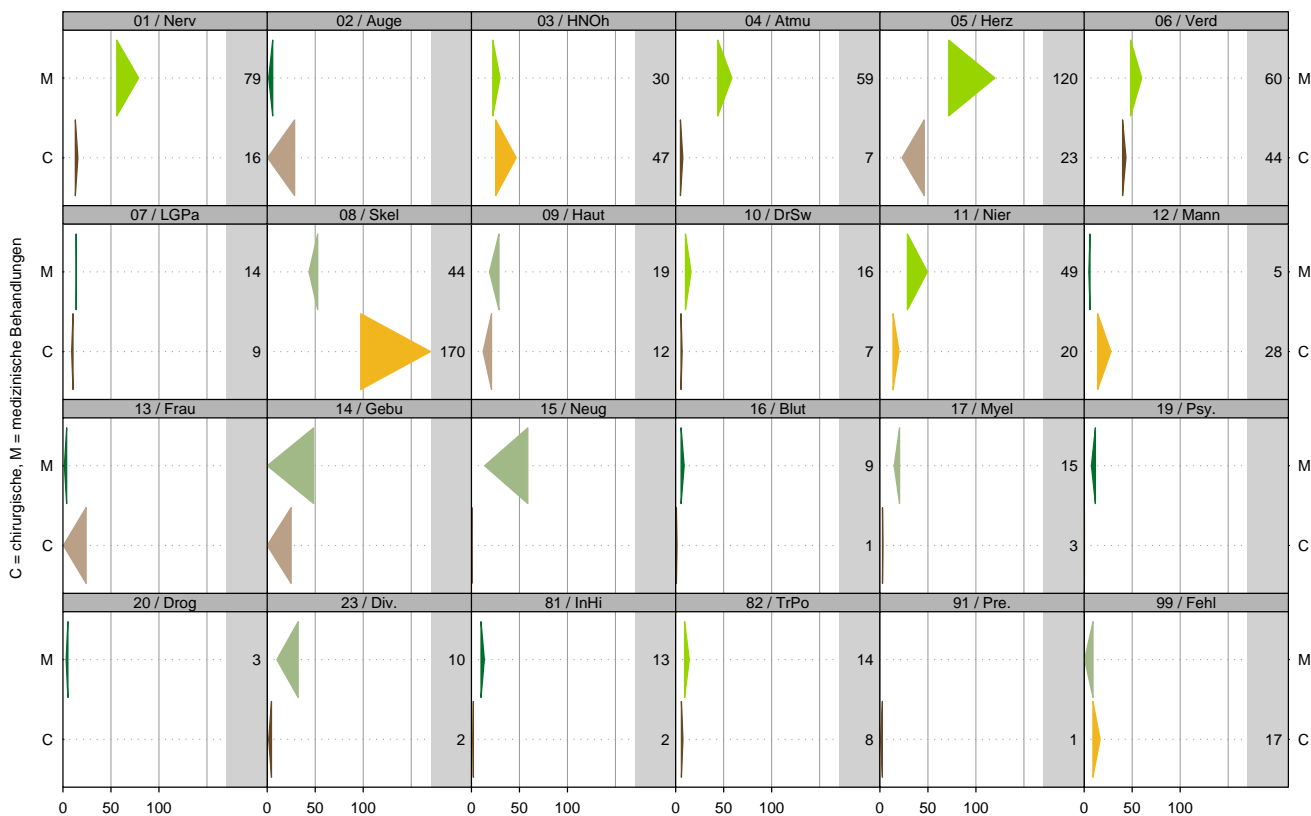 01 / Nerv 02 / Auge 03 / HNOh 04 / Atmu 05 / Herz 06 / Verd
M 79 30 59 120 60 M
C 16 47 7 23 44 C
07 / LGPa 08 / Skel 09 / Haut 10 / DrSw 11 / Nier 12 / Mann
M 14 44 19 16 49 5 M
C 9 170 12 7 20 28 C
C = chirurgische, M = medizinische Behandlungen
13 / Frau 14 / Gebu 15 / Neug 16 / Blut 17 / Myel 19 / Psy.
M 9 15 M
C 1 3 C
20 / Drog 23 / Div. 81 / InHi 82 / TrPo 91 / Pre. 99 / Fehl
M 3 10 13 14 M
C 2 2 8 1 17 C
0 50 100 0 50 100 0 50 100 0 50 100 0 50 100 0 50 100